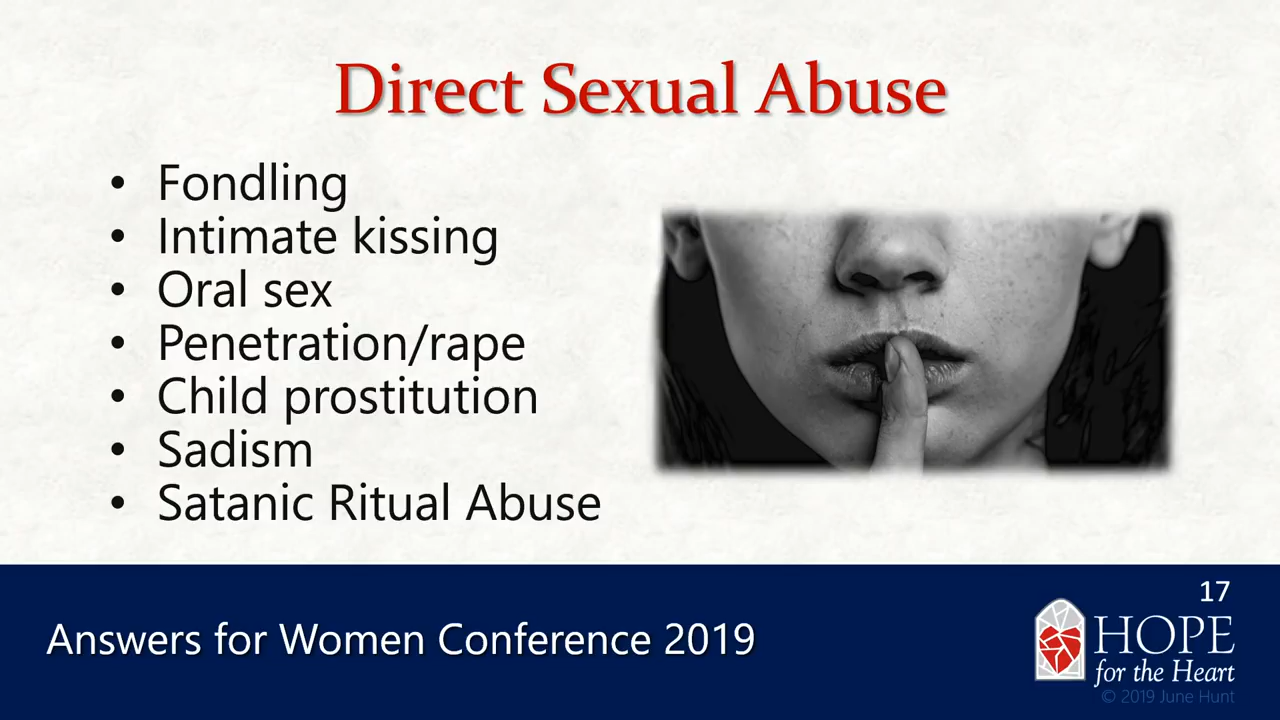 Direct Sexual Abuse
• Fondling
• Intimate kissing
• Oral sex
• Penetration/rape
• Child prostitution
• Sadism
• Satanic Ritual Abuse
17
Answers for Women Conference 2019
HOPE
for the Heart
© 2019 June Hunt